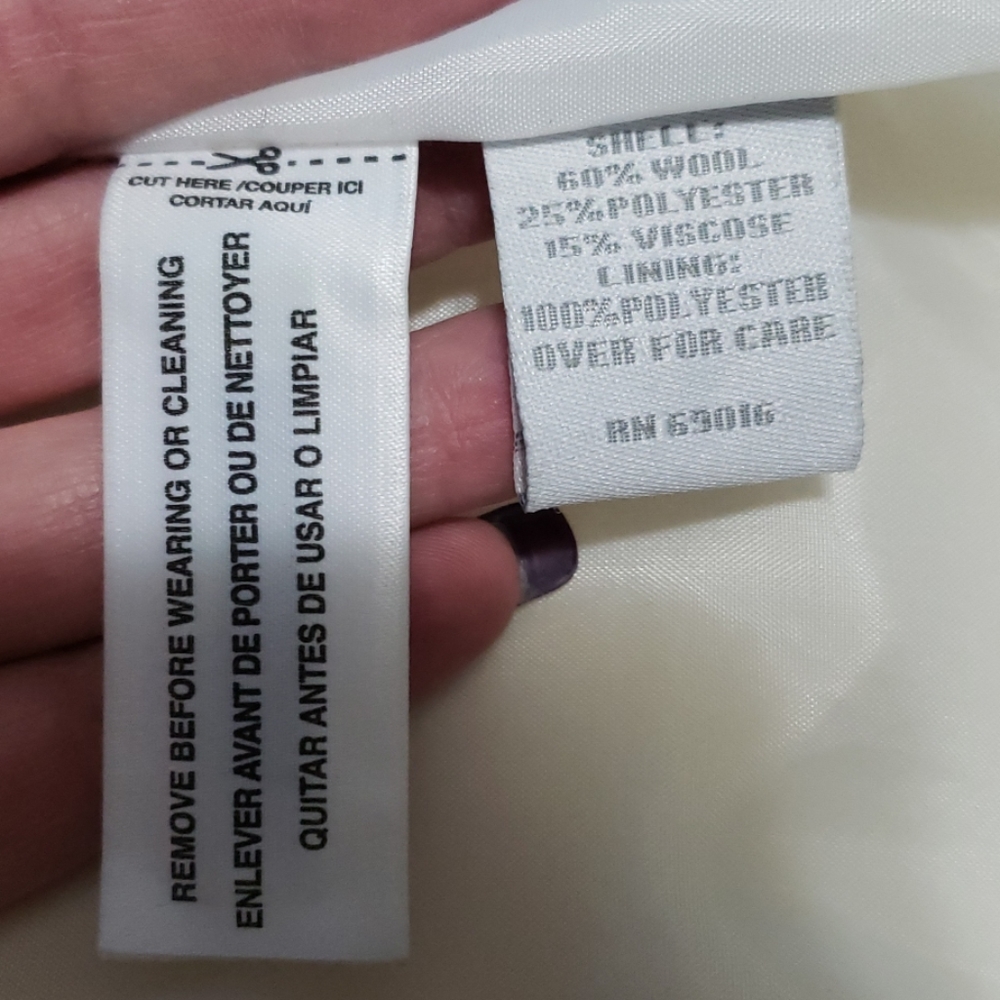 CUT HERE /COUPER ICI
CORTAR AQUÍ
REMOVE BEFORE WEARING OR CLEANING
ENLEVER AVANT DE PORTER OU DE NETTOYER
QUITAR ANTES DE USAR O LIMPIAR
SHELL:
60% WOOL
25%POLYESTER
15% VISCOSE
LINING:
100%POLYESTER
OVER FOR CARE
RN 69016